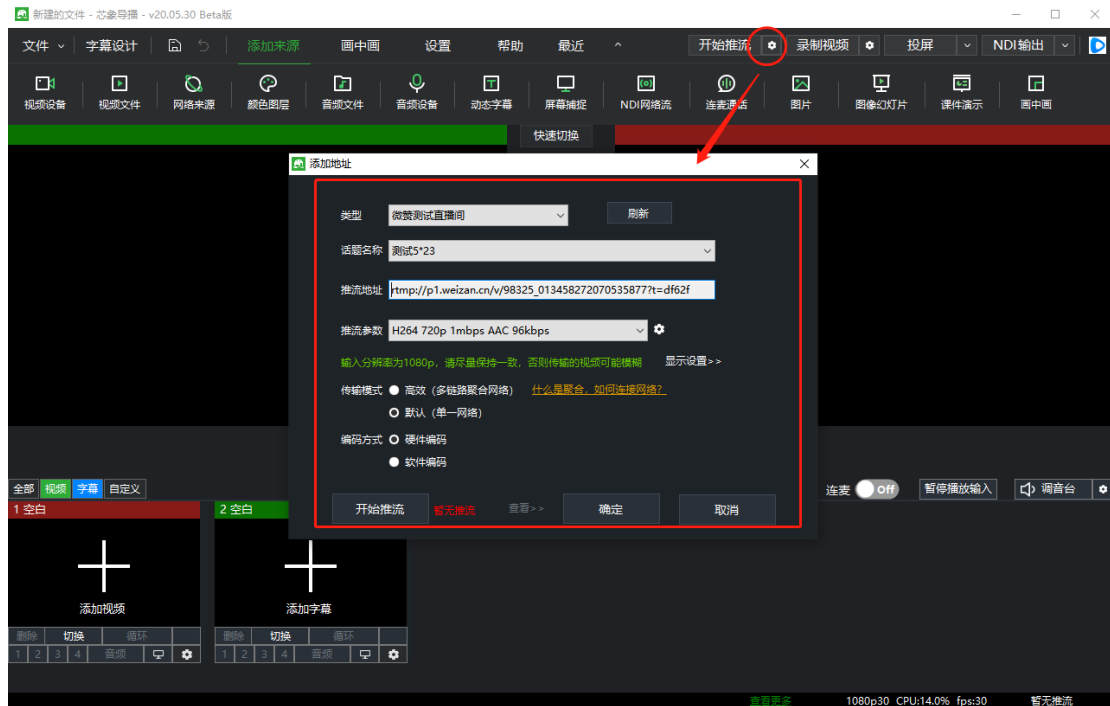 新建的文件 - 芯象导播 - v20.05.30 Beta版
文件 字幕设计 添加来源 画中画 设置 帮助 最近 开始推流 录制视频 投屏 NDI输出
视频设备 视频文件 网络来源 颜色图层 音频文件 音频设备 动态字幕 屏幕捕捉 NDI网络流 连麦通话 图片 图像幻灯片 课件演示 画中画
快速切换
添加地址
类型 微赞测试直播间 刷新
话题名称 测试5*23
推流地址 rtmp://p1.weizan.cn/v/98325_013458272070535877?t=df62f
推流参数 H264 720p 1mbps AAC 96kbps
输入分辨率为1080p，请尽量保持一致，否则传输的视频可能模糊 显示设置>>
传输模式 高效（多链路聚合网络） 什么是聚合，如何连接网络？
默认（单一网络）
编码方式 硬件编码
软件编码
开始推流 暂无推流 查看>> 确定 取消
全部 视频 字幕 自定义 连麦 Off 暂停播放输入 调音台
1 空白 2 空白
添加视频 添加字幕
删除 切换 循环 删除 切换 循环
1 2 3 4 音频 1 2 3 4 音频
查看更多 1080p30 CPU:14.0% fps:30 暂无推流